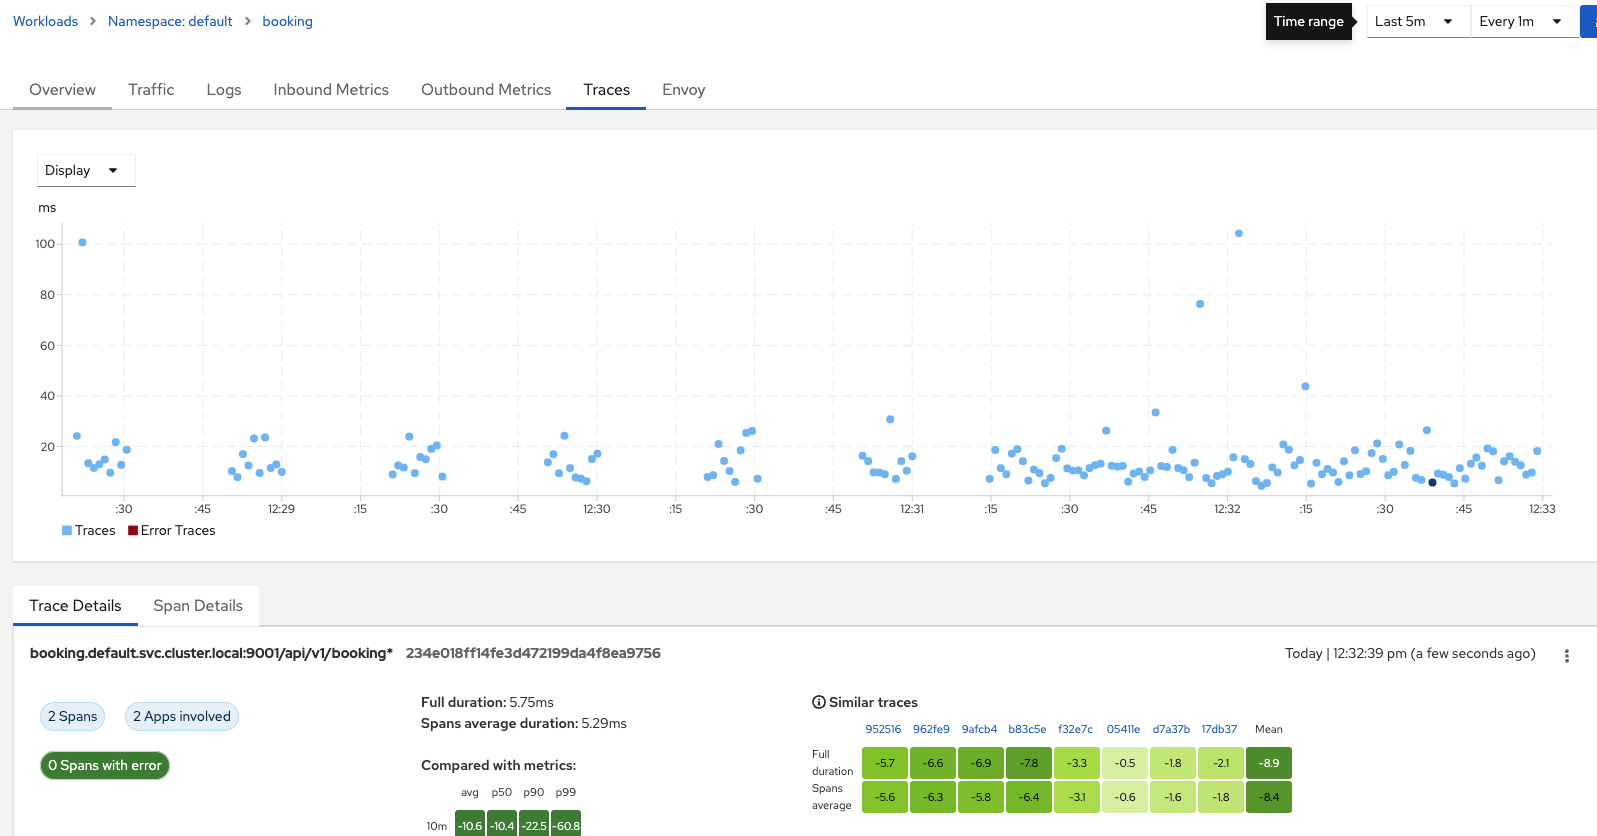 Workloads > Namespace: default > booking
Time range Last 5m Every 1m
Overview Traffic Logs Inbound Metrics Outbound Metrics Traces Envoy
Display
ms
100
80
60
40
20
:30 :45 12:29 :15 :30 :45 12:30 :15 :30 :45 12:31 :15 :30 :45 12:32 :15 :30 :45 12:33
Traces Error Traces
Trace Details Span Details
booking.default.svc.cluster.local:9001/api/v1/booking* 234e018ff14fe3d472199da4f8ea9756 Today | 12:32:39 pm (a few seconds ago)
2 Spans 2 Apps involved
0 Spans with error
Full duration: 5.75ms
Spans average duration: 5.29ms
Compared with metrics:
avg p50 p90 p99
10m -10.6 -10.4 -22.5 -60.8
Similar traces
952516 962fe9 9afcb4 b83c5e f32e7c 05411e d7a37b 17db37 Mean
Full duration -5.7 -6.6 -6.9 -7.8 -3.3 -0.5 -1.8 -2.1 -8.9
Spans average -5.6 -6.3 -5.8 -6.4 -3.1 -0.6 -1.6 -1.8 -8.4